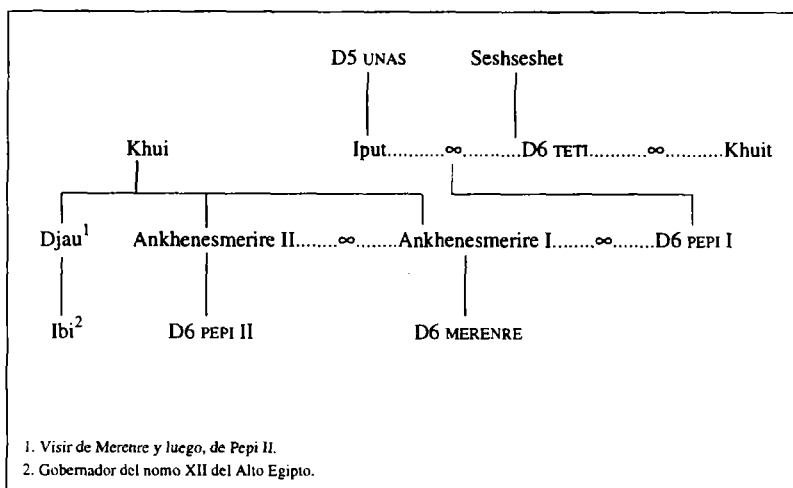 D5 UNAS Seshseshet
Khui Iput..........∞..........D6 TETI..........∞..........Khuit
Djau1 Ankhenesmerire II........∞........Ankhenesmerire I........∞........D6 PEPI I
Ibi2 D6 PEPI II D6 MERENRE
1. Visir de Merenre y luego, de Pepi II.
2. Gobernador del nomo XII del Alto Egipto.